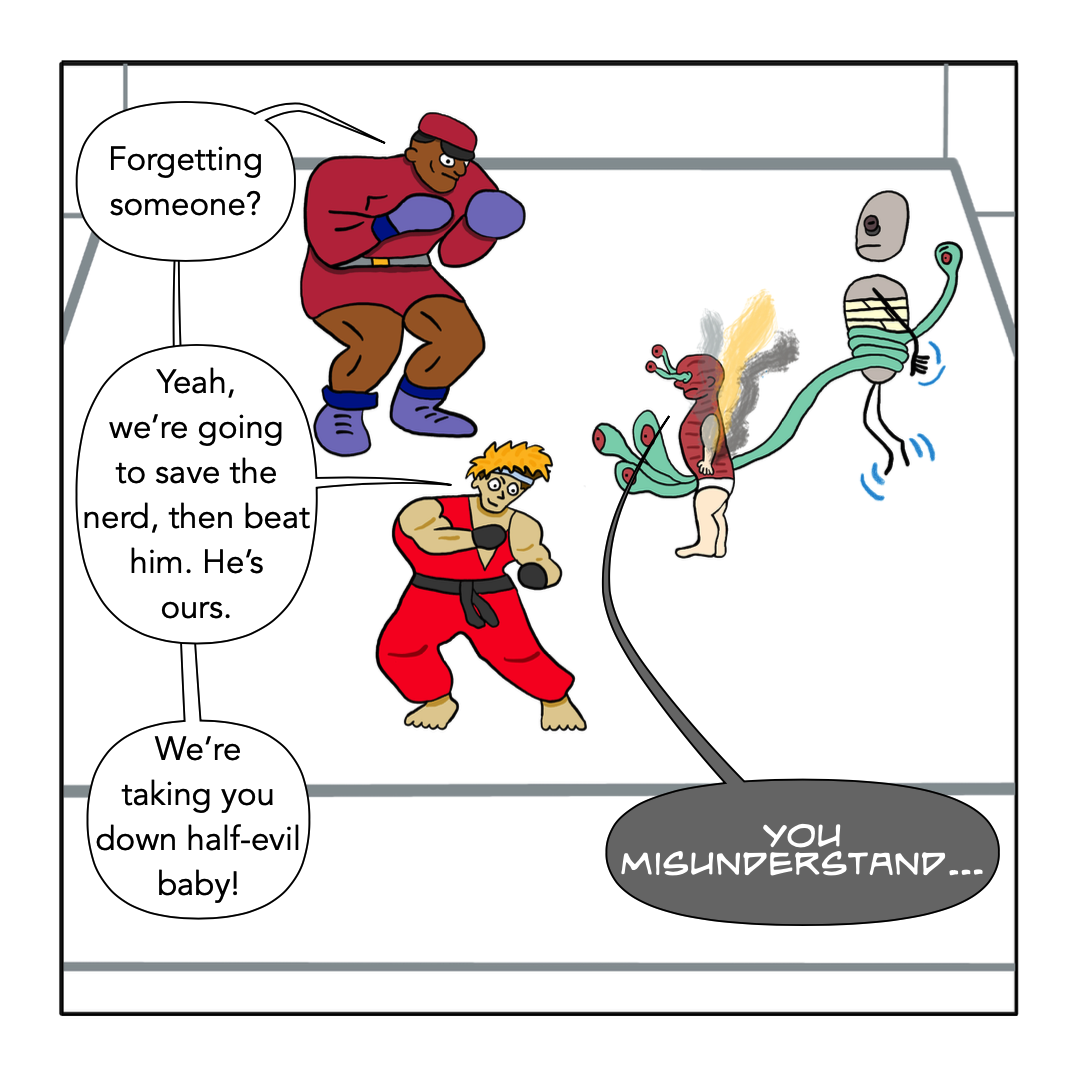 Forgetting
someone?
Yeah,
we're going
to save the
nerd, then beat
him. He's
ours.
We're
taking you
down half-evil
baby!
YOU
MISUNDERSTAND...